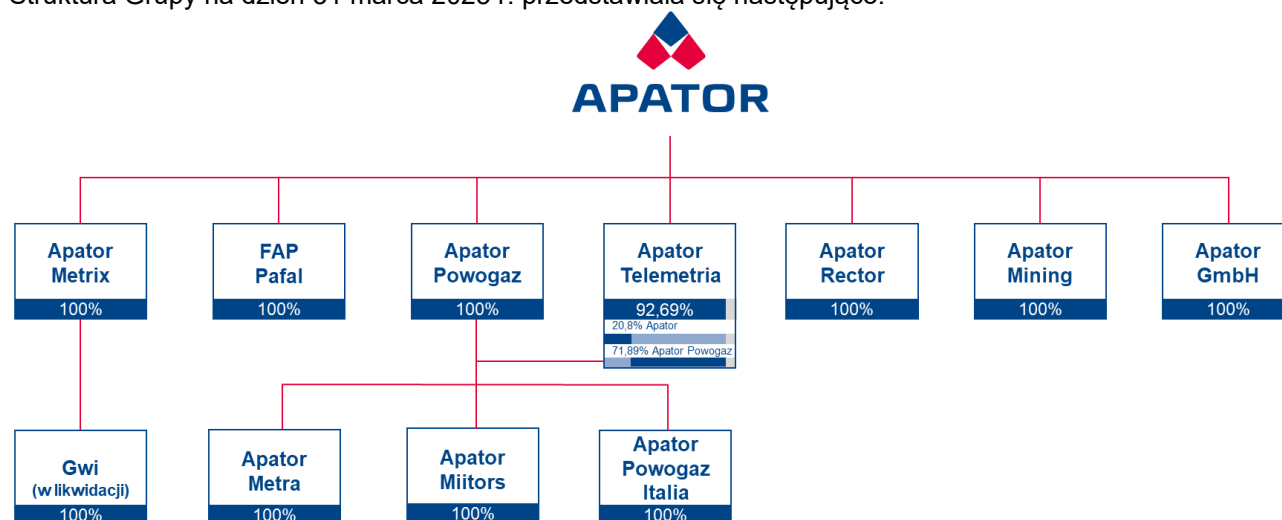 APATOR
Apator
Metrix
100%
FAP
Pafal
100%
Apator
Powogaz
100%
Apator
Telemetria
92,69%
20,8% Apator
71,89% Apator Powogaz
Apator
Rector
100%
Apator
Mining
100%
Apator
GmbH
100%
Gwi
(w likwidacji)
100%
Apator
Metra
100%
Apator
Miitors
100%
Apator
Powogaz
Italia
100%